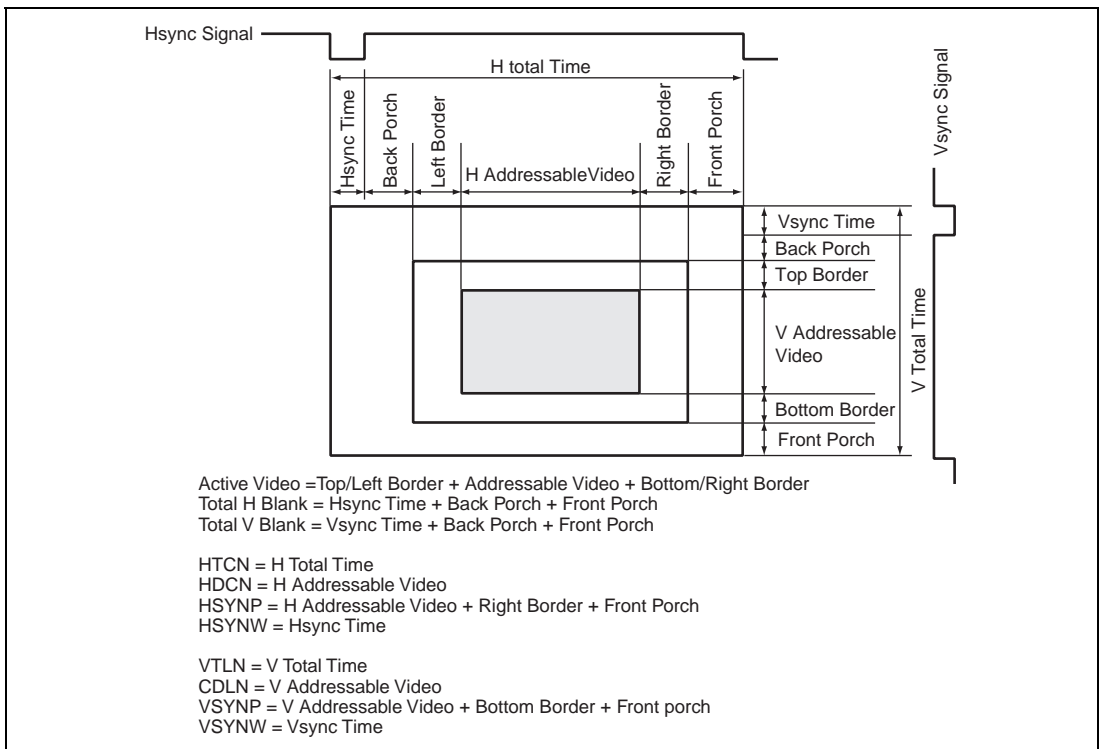 Hsync Signal
H total Time
Hsync Time
Back Porch
Left Border
H AddressableVideo
Right Border
Front Porch
Vsync Signal
Vsync Time
Back Porch
Top Border
V Addressable
Video
Bottom Border
Front Porch
V Total Time
Active Video =Top/Left Border + Addressable Video + Bottom/Right Border
Total H Blank = Hsync Time + Back Porch + Front Porch
Total V Blank = Vsync Time + Back Porch + Front Porch
HTCN = H Total Time
HDCN = H Addressable Video
HSYNP = H Addressable Video + Right Border + Front Porch
HSYNW = Hsync Time
VTLN = V Total Time
CDLN = V Addressable Video
VSYNP = V Addressable Video + Bottom Border + Front porch
VSYNW = Vsync Time